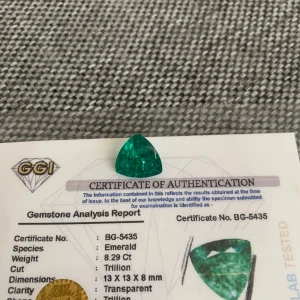 GGI
CERTIFICATE OF AUTHENTICATION
The Information contained in this reflects the results obtained at the time
of issue, to the best of our knowledge and ability the specimen submitted
for examination is identified as
Gemstone Analysis Report
Certificate No. BG-5435
Certificate No. : BG-5435
Species : Emerald
Weight : 8.29 Ct
Cut : Trillion
Dimensions : 13 X 13 X 8 mm
: Transparent
Shape : Trillion
LAB TESTED